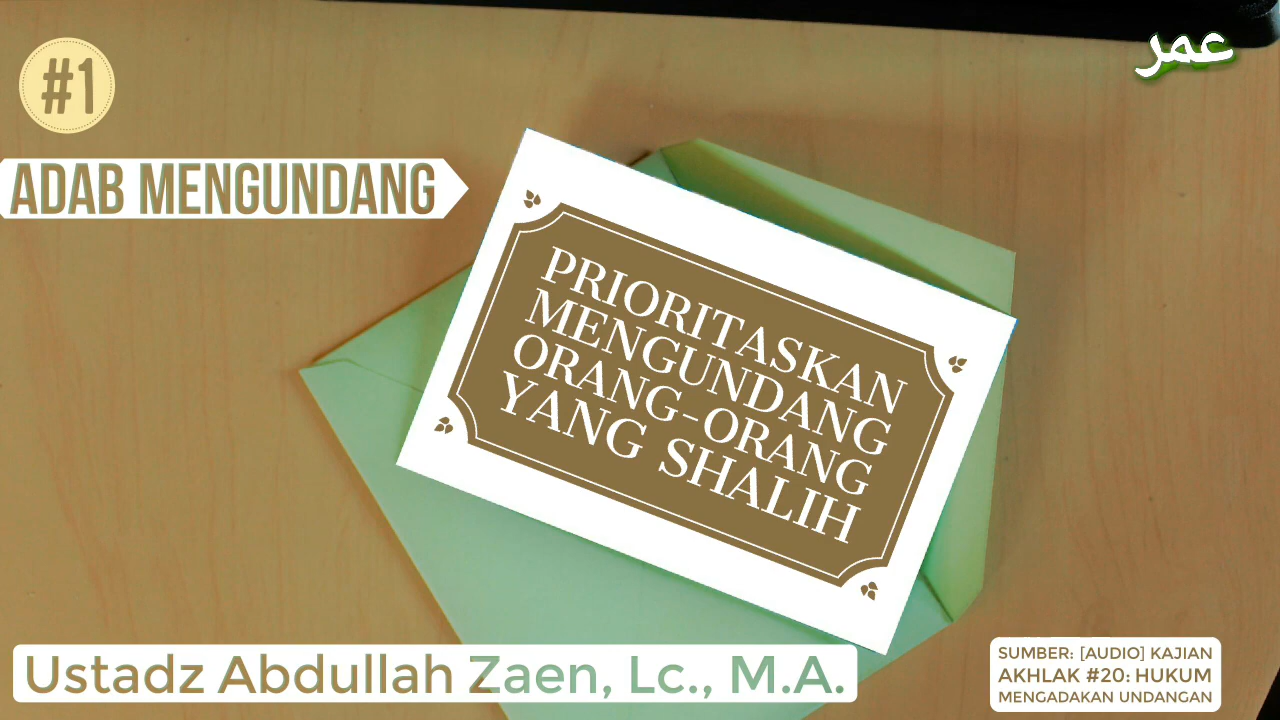 #1
عمر
ADAB MENGUNDANG
PRIORITASKAN
MENGUNDANG
ORANG-ORANG
YANG SHALIH
Ustadz Abdullah Zaen, Lc., M.A.
SUMBER: [AUDIO] KAJIAN
AKHLAK #20: HUKUM
MENGADAKAN UNDANGAN